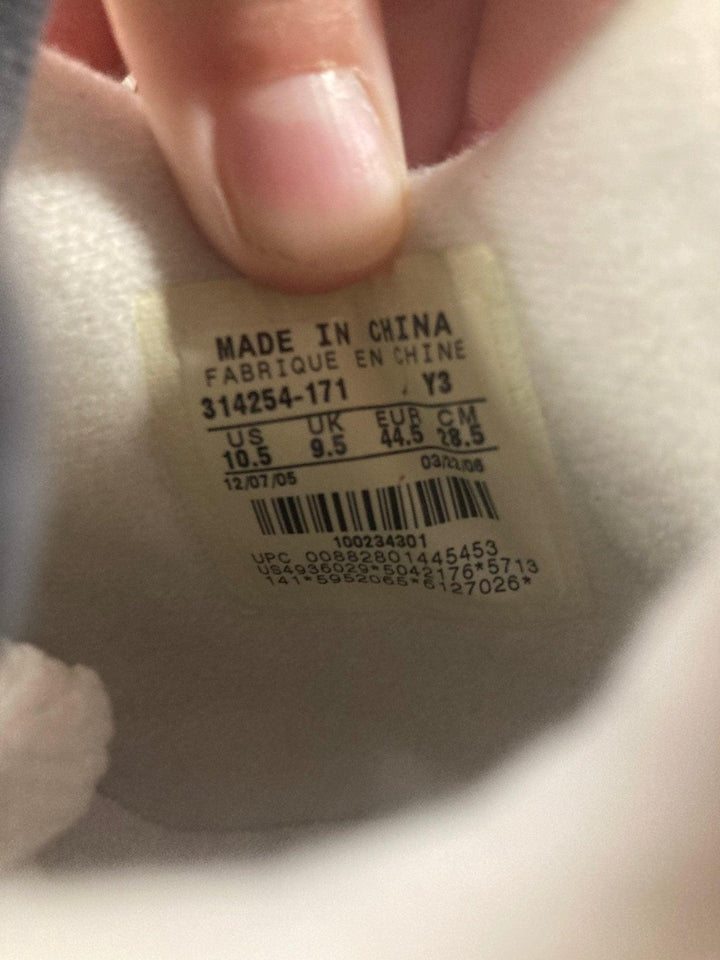 MADE IN CHINA
FABRIQUE EN CHINE
314254-171 Y3
US UK EUR CM
10.5 9.5 44.5 28.5
12/07/05 03/22/06
100234301
UPC 00882801445453
US4936029*5042176*5713
141*5952065*6127026*